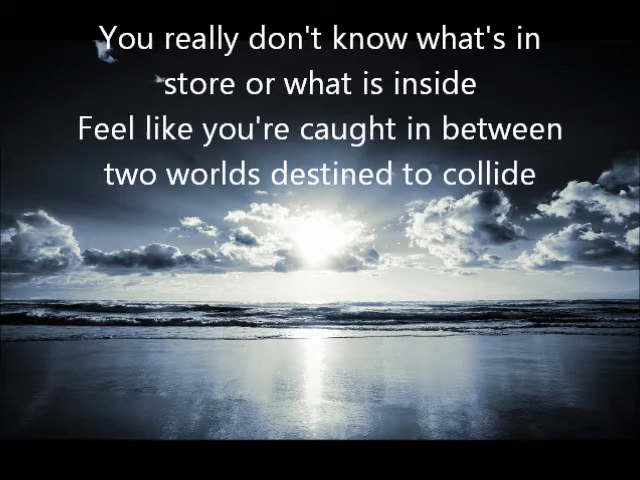 You really don't know what's in
store or what is inside
Feel like you're caught in between
two worlds destined to collide